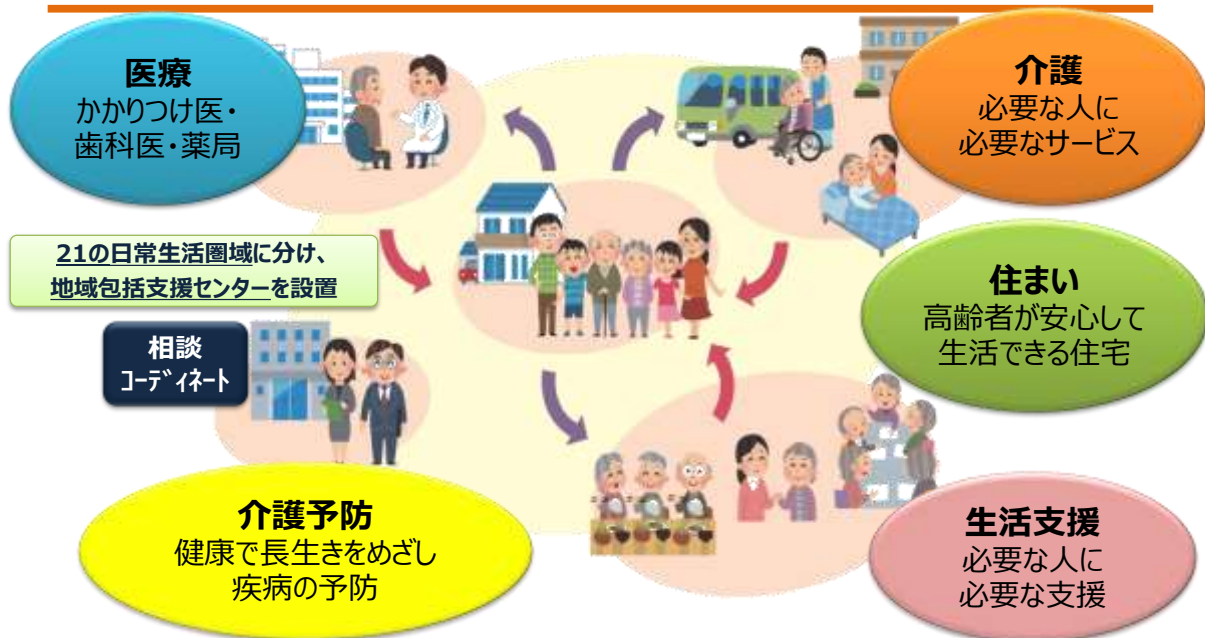 医療
かかりつけ医・
歯科医・薬局
介護
必要な人に
必要なサービス
21の日常生活圏域に分け、
地域包括支援センターを設置
住まい
高齢者が安心して
生活できる住宅
相談
ｺｰﾃﾞｨﾈｰﾄ
介護予防
健康で長生きをめざし
疾病の予防
生活支援
必要な人に
必要な支援